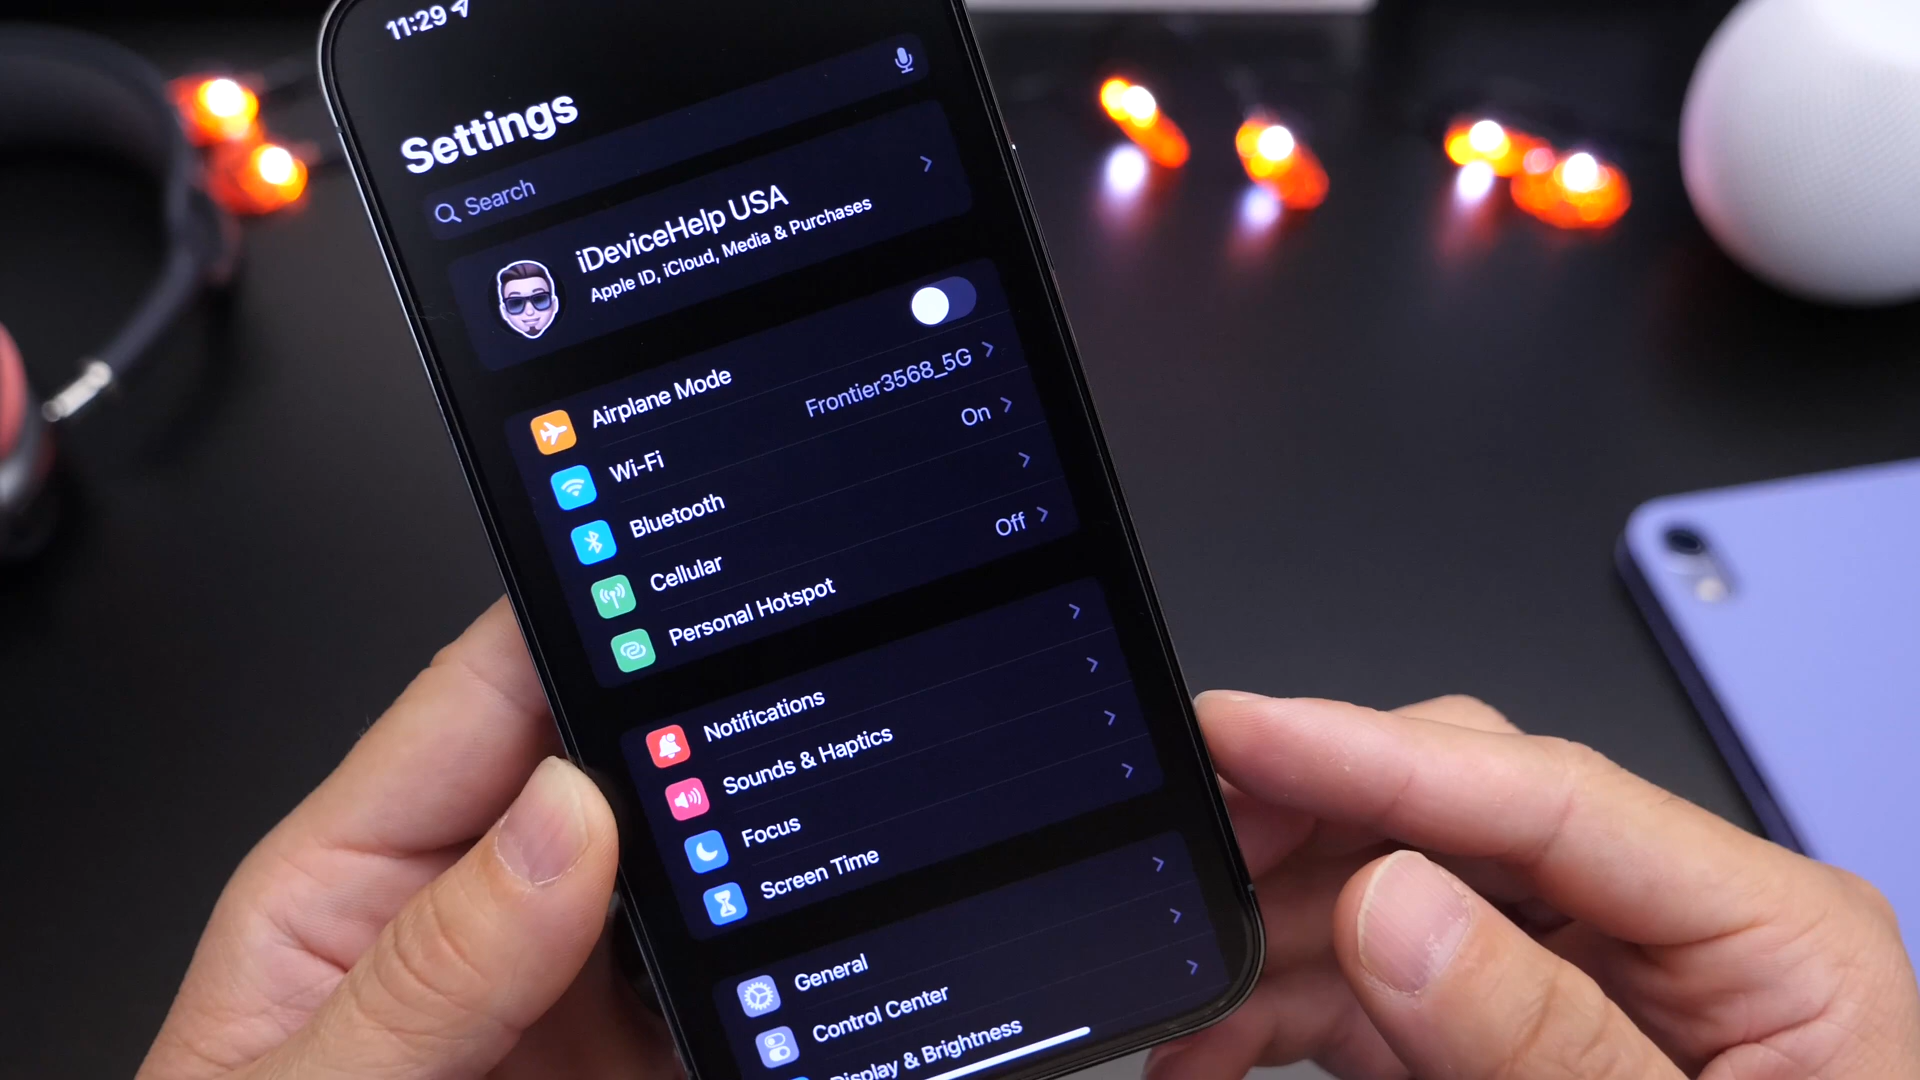 11:29
Settings
Search
iDeviceHelp USA
Apple ID, iCloud, Media & Purchases
Airplane Mode
Wi-Fi
Frontier3568_5G
Bluetooth
On
Cellular
Personal Hotspot
Off
Notifications
Sounds & Haptics
Focus
Screen Time
General
Control Center
Display & Brightness